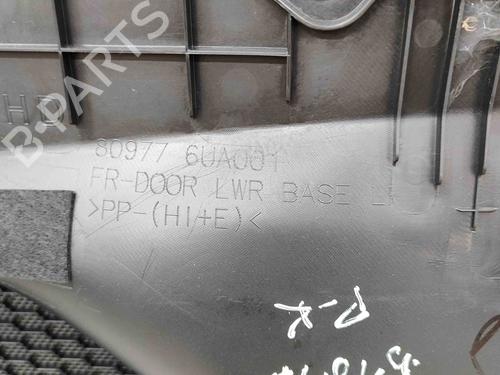 B-PARTS
80977 6UA001
FR-DOOR LWR BASE
>PP-(HI+E)<
P-K